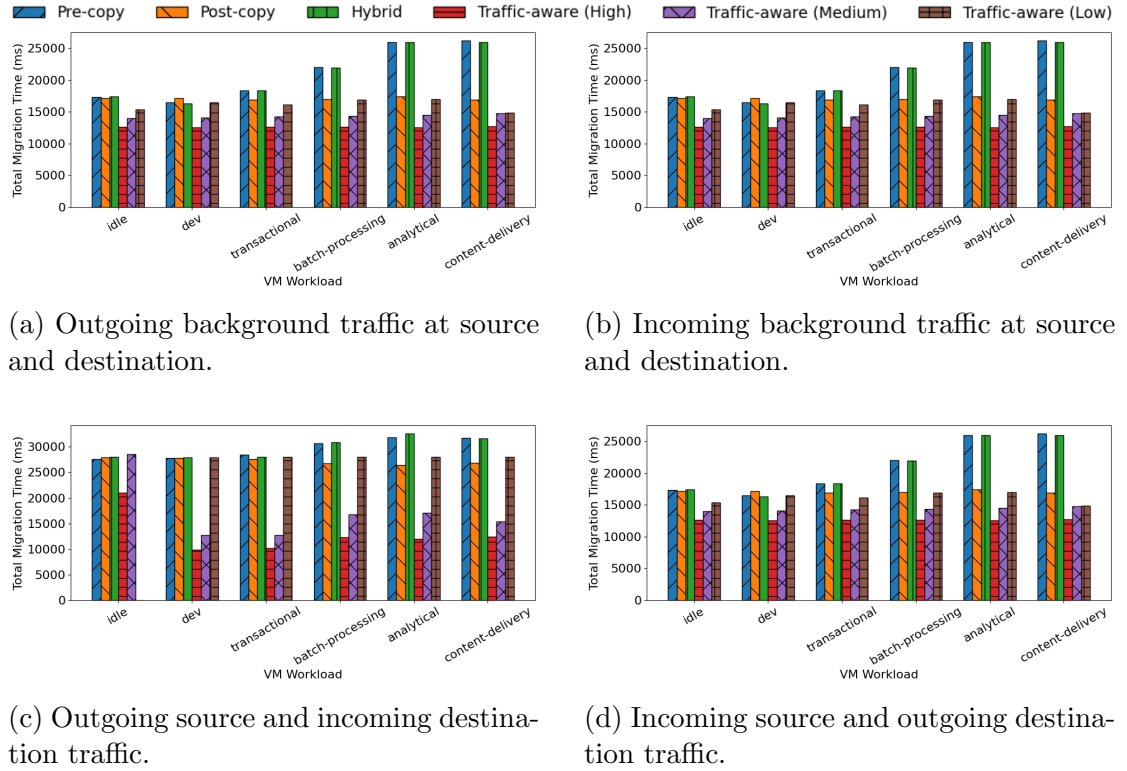 Pre-copy Post-copy Hybrid Traffic-aware (High) Traffic-aware (Medium) Traffic-aware (Low)
Total Migration Time (ms)
25000
20000
15000
10000
5000
0
idle dev transactional batch-processing analytical content-delivery
VM Workload
(a) Outgoing background traffic at source
and destination.
Total Migration Time (ms)
25000
20000
15000
10000
5000
0
idle dev transactional batch-processing analytical content-delivery
VM Workload
(b) Incoming background traffic at source
and destination.
Total Migration Time (ms)
30000
25000
20000
15000
10000
5000
0
idle dev transactional batch-processing analytical content-delivery
VM Workload
(c) Outgoing source and incoming destina-
tion traffic.
Total Migration Time (ms)
25000
20000
15000
10000
5000
0
idle dev transactional batch-processing analytical content-delivery
VM Workload
(d) Incoming source and outgoing destina-
tion traffic.